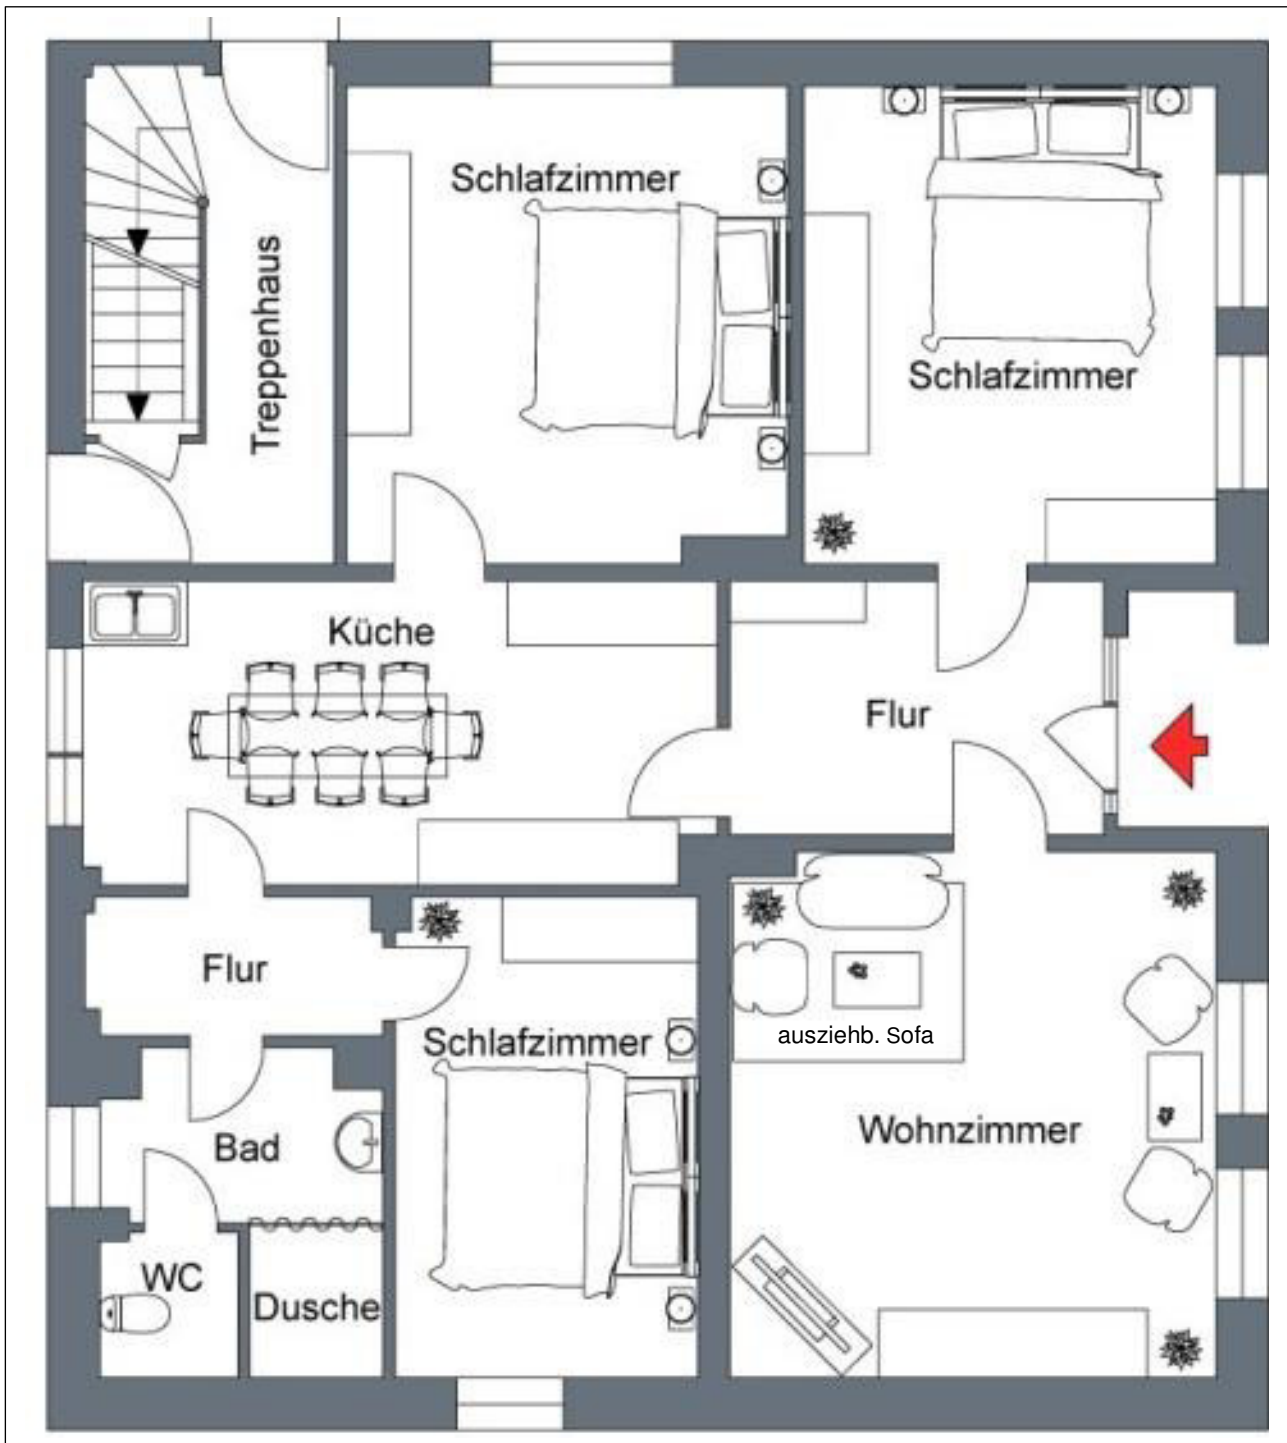 Schlafzimmer
Schlafzimmer
Treppenhaus
Küche
Flur
Flur
Schlafzimmer
ausziehb. Sofa
Wohnzimmer
Bad
WC
Dusche